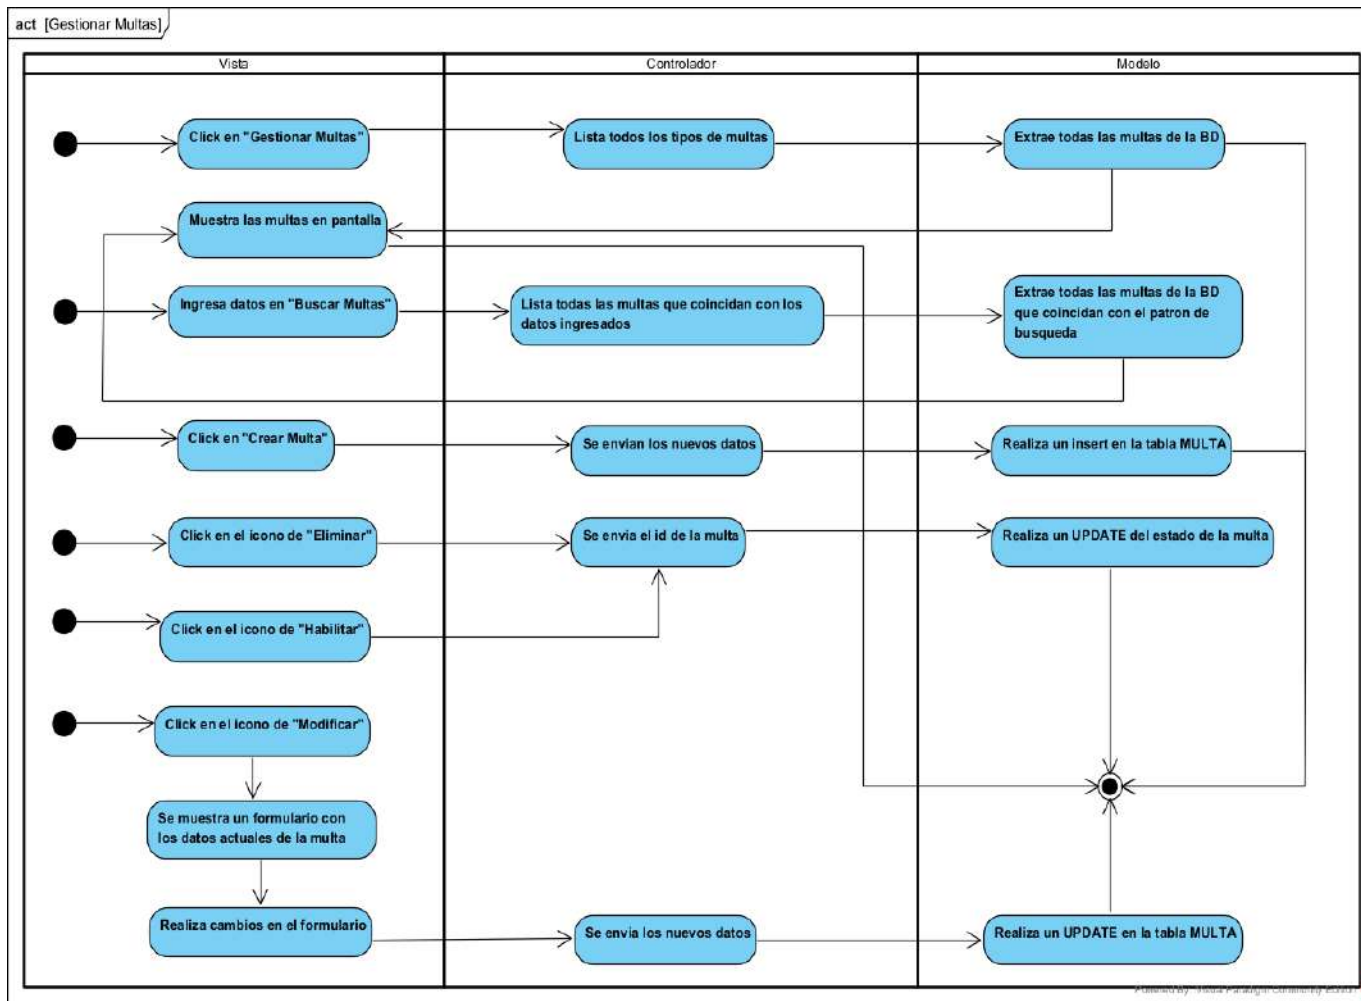 act [Gestionar Multas]
Vista
Controlador
Modelo
Click en "Gestionar Multas"
Lista todos los tipos de multas
Extrae todas las multas de la BD
Muestra las multas en pantalla
Ingresa datos en "Buscar Multas"
Lista todas las multas que coincidan con los
datos ingresados
Extrae todas las multas de la BD
que coincidan con el patron de
busqueda
Click en "Crear Multa"
Se envian los nuevos datos
Realiza un insert en la tabla MULTA
Click en el icono de "Eliminar"
Se envia el id de la multa
Realiza un UPDATE del estado de la multa
Click en el icono de "Habilitar"
Click en el icono de "Modificar"
Se muestra un formulario con
los datos actuales de la multa
Realiza cambios en el formulario
Se envia los nuevos datos
Realiza un UPDATE en la tabla MULTA
Powered By Visual Paradigm Community Edition